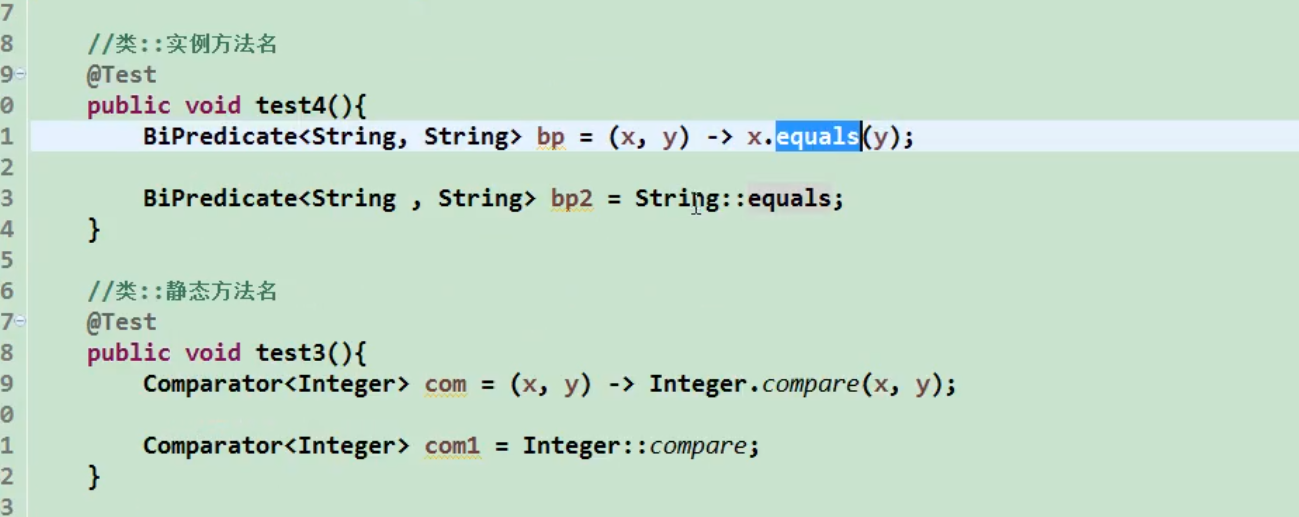 7
8 //类::实例方法名
9 @Test
0 public void test4(){
1 BiPredicate<String, String> bp = (x, y) -> x.equals(y);
2
3 BiPredicate<String , String> bp2 = String::equals;
4 }
5
6 //类::静态方法名
7 @Test
8 public void test3(){
9 Comparator<Integer> com = (x, y) -> Integer.compare(x, y);
0
1 Comparator<Integer> com1 = Integer::compare;
2 }
3